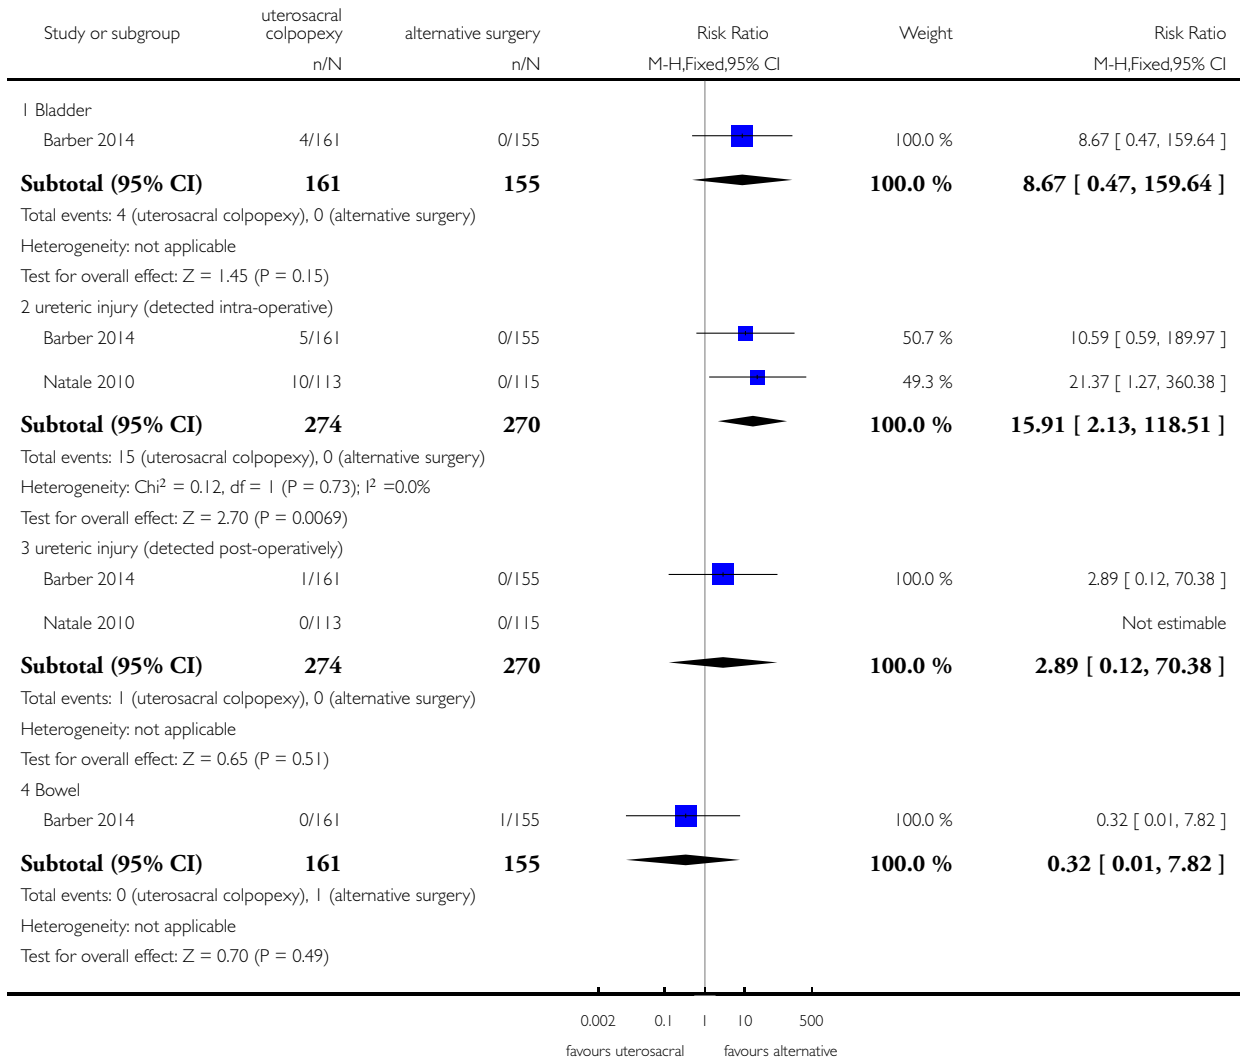 Study or subgroup uterosacral colpopexy alternative surgery Risk Ratio Weight Risk Ratio
n/N n/N M-H,Fixed,95% CI M-H,Fixed,95% CI
1 Bladder
Barber 2014 4/161 0/155 100.0 % 8.67 [ 0.47, 159.64 ]
Subtotal (95% CI) 161 155 100.0 % 8.67 [ 0.47, 159.64 ]
Total events: 4 (uterosacral colpopexy), 0 (alternative surgery)
Heterogeneity: not applicable
Test for overall effect: Z = 1.45 (P = 0.15)
2 ureteric injury (detected intra-operative)
Barber 2014 5/161 0/155 50.7 % 10.59 [ 0.59, 189.97 ]
Natale 2010 10/113 0/115 49.3 % 21.37 [ 1.27, 360.38 ]
Subtotal (95% CI) 274 270 100.0 % 15.91 [ 2.13, 118.51 ]
Total events: 15 (uterosacral colpopexy), 0 (alternative surgery)
Heterogeneity: Chi² = 0.12, df = 1 (P = 0.73); I² =0.0%
Test for overall effect: Z = 2.70 (P = 0.0069)
3 ureteric injury (detected post-operatively)
Barber 2014 1/161 0/155 100.0 % 2.89 [ 0.12, 70.38 ]
Natale 2010 0/113 0/115 Not estimable
Subtotal (95% CI) 274 270 100.0 % 2.89 [ 0.12, 70.38 ]
Total events: 1 (uterosacral colpopexy), 0 (alternative surgery)
Heterogeneity: not applicable
Test for overall effect: Z = 0.65 (P = 0.51)
4 Bowel
Barber 2014 0/161 1/155 100.0 % 0.32 [ 0.01, 7.82 ]
Subtotal (95% CI) 161 155 100.0 % 0.32 [ 0.01, 7.82 ]
Total events: 0 (uterosacral colpopexy), 1 (alternative surgery)
Heterogeneity: not applicable
Test for overall effect: Z = 0.70 (P = 0.49)
0.002 0.1 1 10 500
favours uterosacral favours alternative